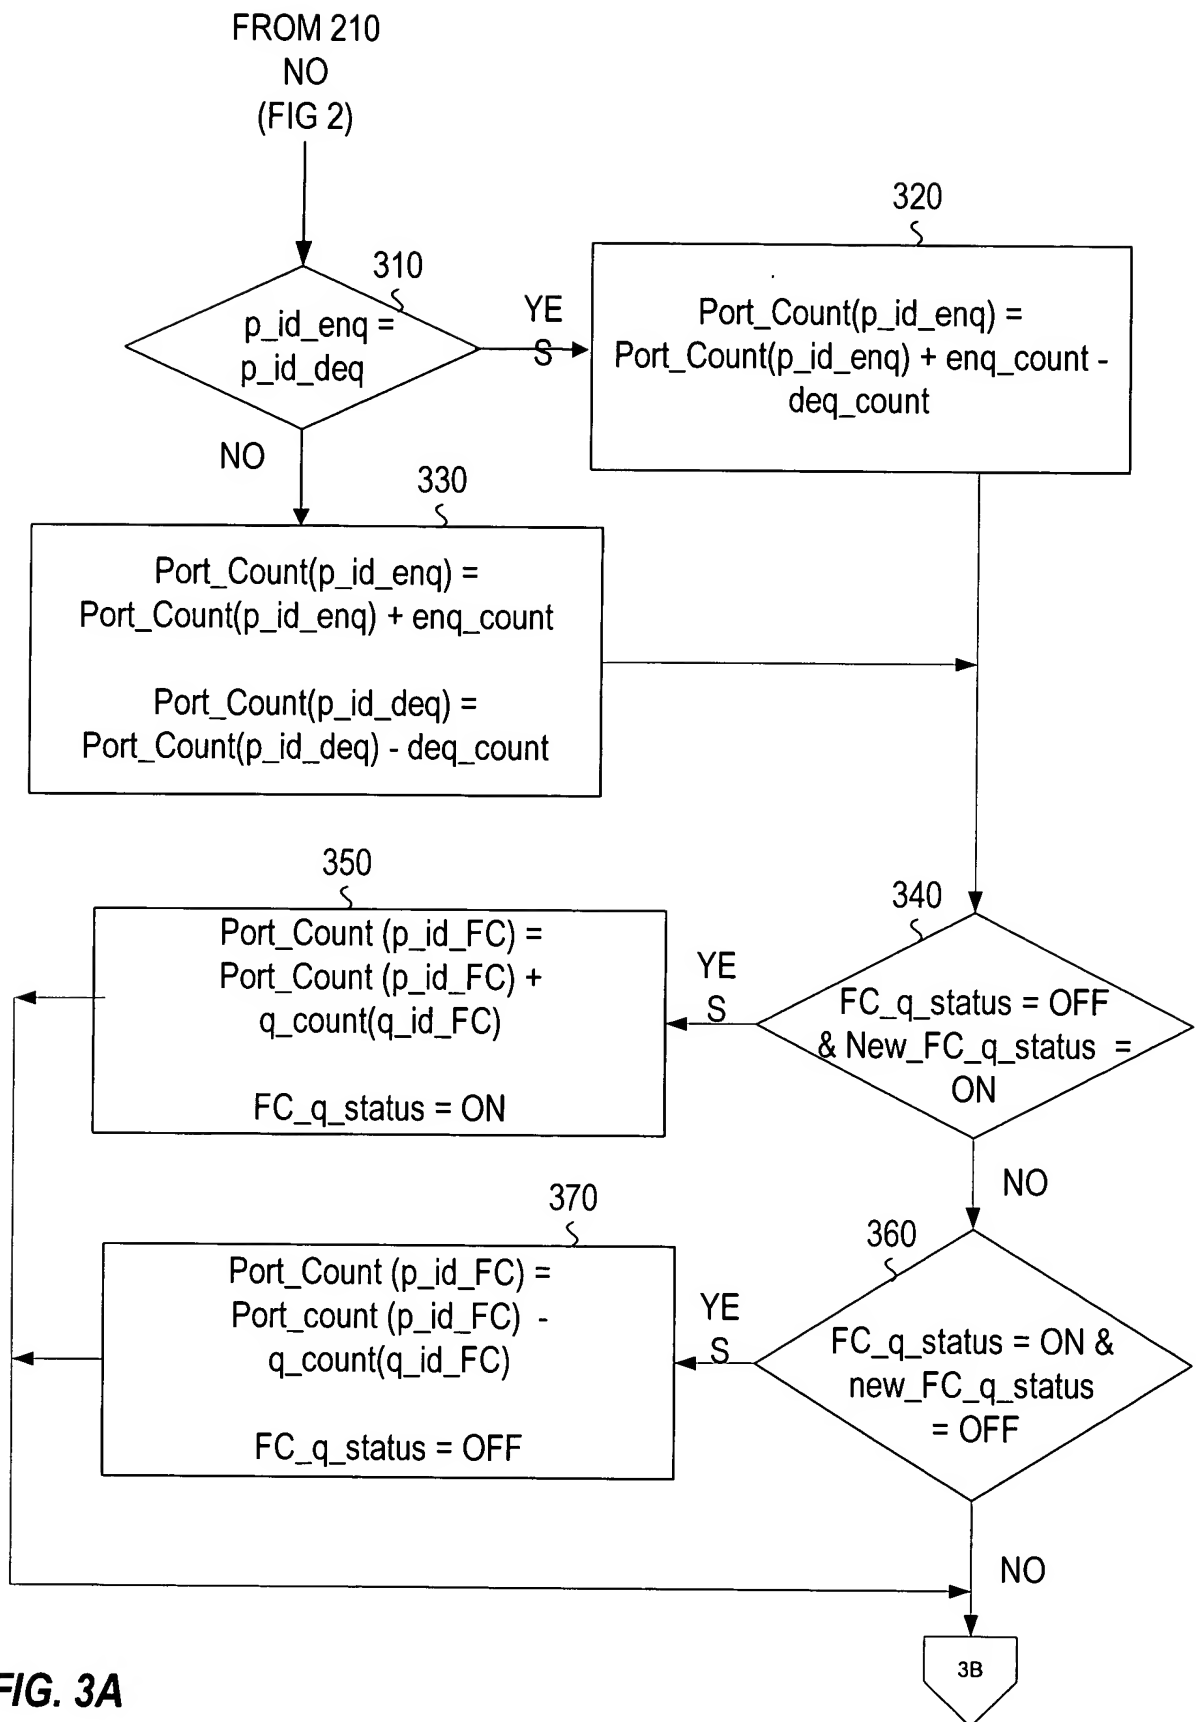 FROM 210
NO
(FIG 2)
320
310
p_id_enq =
p_id_deq
YE
S
Port_Count(p_id_enq) =
Port_Count(p_id_enq) + enq_count -
deq_count
NO
330
Port_Count(p_id_enq) =
Port_Count(p_id_enq) + enq_count
Port_Count(p_id_deq) =
Port_Count(p_id_deq) - deq_count
350
340
Port_Count (p_id_FC) =
Port_Count (p_id_FC) +
q_count(q_id_FC)
FC_q_status = ON
YE
S
FC_q_status = OFF
& New_FC_q_status =
ON
NO
370
360
Port_Count (p_id_FC) =
Port_count (p_id_FC) -
q_count(q_id_FC)
FC_q_status = OFF
YE
S
FC_q_status = ON &
new_FC_q_status
= OFF
NO
3B
FIG. 3A